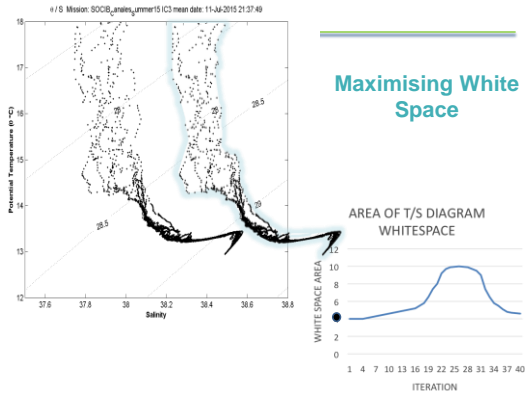 θ / S Mission: SOCIB_canales_summer15 IC3 mean date: 11-Jul-2015 21:37:49
Maximising White
Space
Potential Temperature (θ °C)
18
17
16
15
14
13
12
28
28.5
28.5
29
37.6 37.8 38 38.2 38.4 38.6 38.8
Salinity
AREA OF T/S DIAGRAM
WHITESPACE
WHITE SPACE AREA
12
10
8
6
4
2
0
1 4 7 10 13 16 19 22 25 28 31 34 37 40
ITERATION